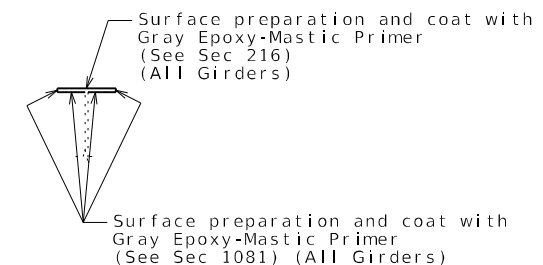 Surface preparation and coat with
Gray Epoxy-Mastic Primer
(See Sec 216)
(All Girders)
Surface preparation and coat with
Gray Epoxy-Mastic Primer
(See Sec 1081) (All Girders)